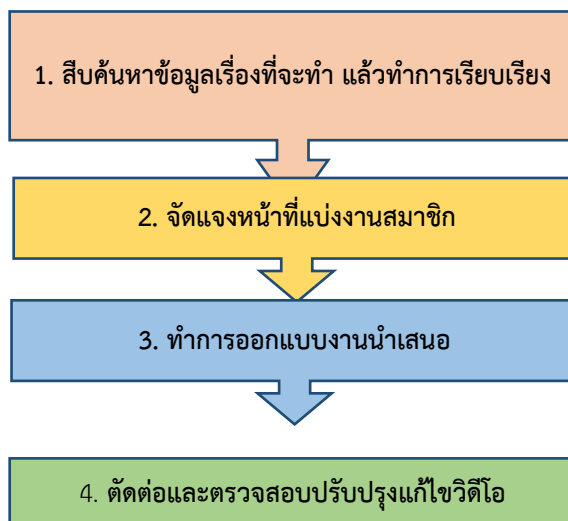 1. สืบค้นหาข้อมูลเรื่องที่จะทำ แล้วทำการเรียบเรียง
2. จัดแจงหน้าที่แบ่งงานสมาชิก
3. ทำการออกแบบงานนำเสนอ
4. ตัดต่อและตรวจสอบปรับปรุงแก้ไขวิดีโอ